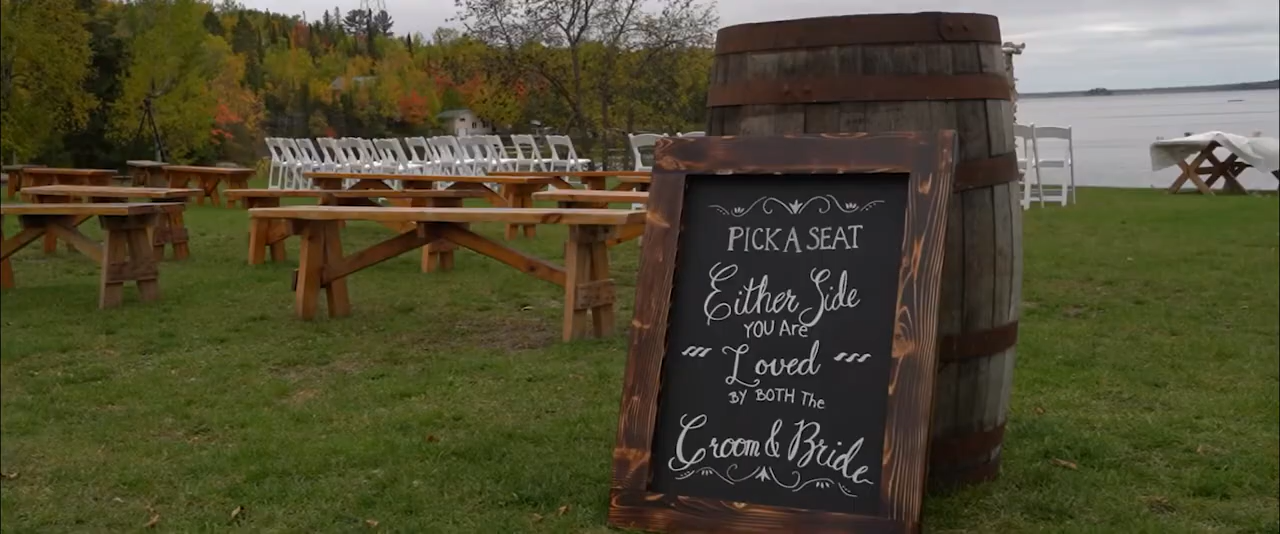 PICK A SEAT
Either Side
YOU Are
Loved
BY BOTH The
Groom & Bride